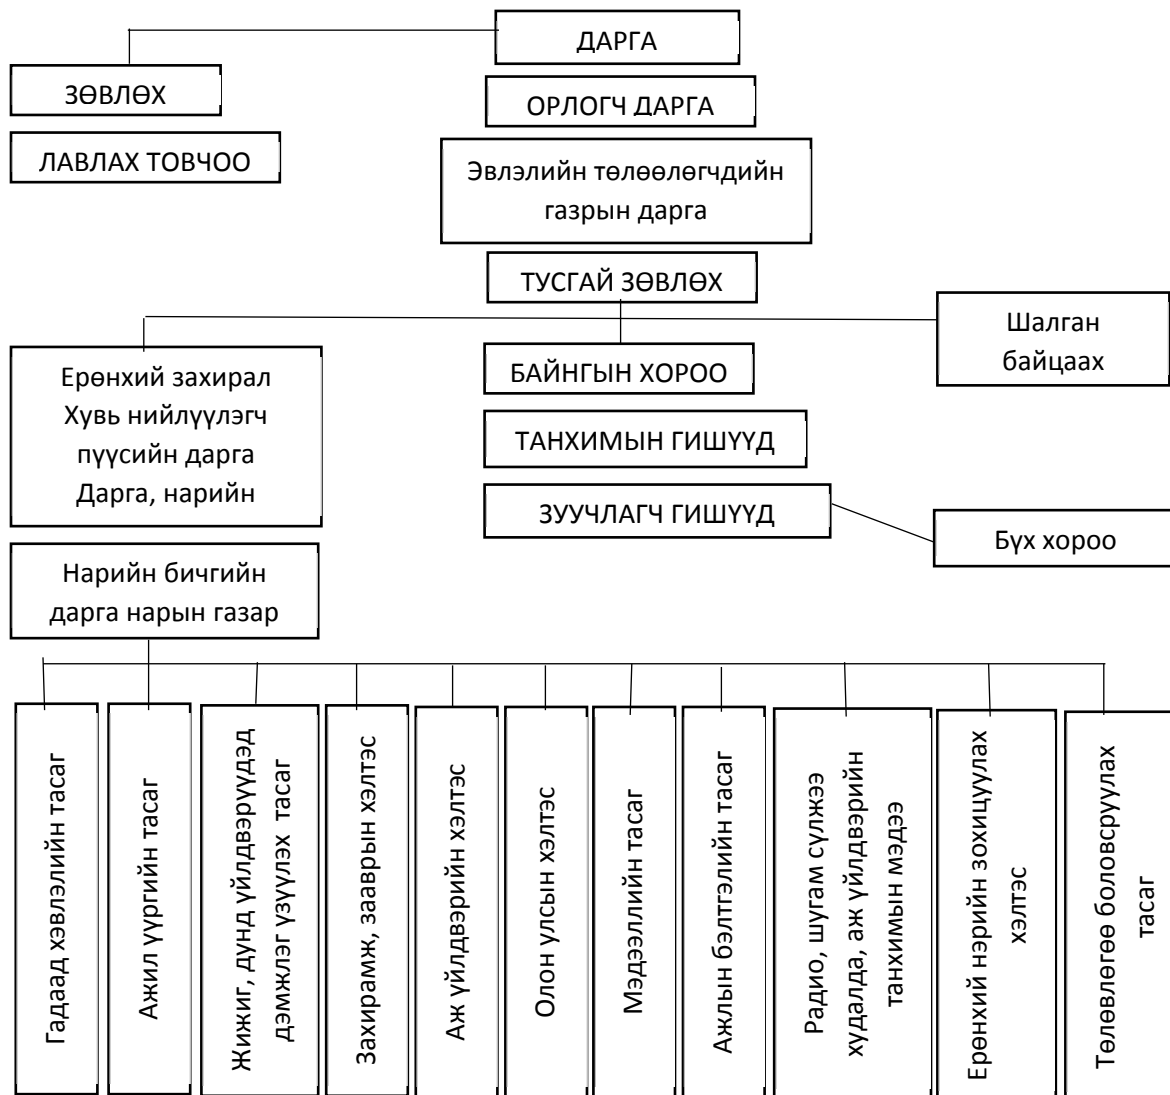 ДАРГА
ЗӨВЛӨХ
ОРЛОГЧ ДАРГА
ЛАВЛАХ ТОВЧОО
Эвлэлийн төлөөлөгчдийн
газрын дарга
ТУСГАЙ ЗӨВЛӨХ
Шалган
байцаах
Ерөнхий захирал
Хувь нийлүүлэгч
пүүсийн дарга
Дарга, нарийн
БАЙНГЫН ХОРОО
ТАНХИМЫН ГИШҮҮД
ЗУУЧЛАГЧ ГИШҮҮД
Бүх хороо
Нарийн бичгийн
дарга нарын газар
Гадаад хэвлэлийн тасаг
Ажил үүргийн тасаг
Жижиг, дунд үйлдвэрүүдэд
дэмжлэг үзүүлэх тасаг
Захирамж, зааврын хэлтэс
Аж үйлдвэрийн хэлтэс
Олон улсын хэлтэс
Мэдээллийн тасаг
Ажлын бэлтгэлийн тасаг
Радио, шугам сүлжээ
худалда, аж үйлдвэрийн
танхимын мэдээ
Ерөнхий нэрийн зохицуулах
хэлтэс
Төлөвлөгөө боловсруулах
тасаг